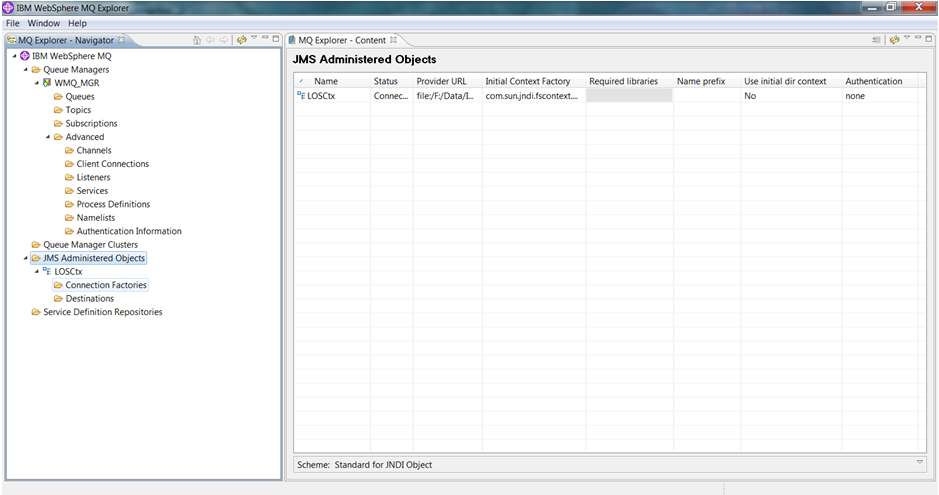 IBM WebSphere MQ Explorer
File Window Help
MQ Explorer - Navigator
IBM WebSphere MQ
Queue Managers
WMQ_MGR
Queues
Topics
Subscriptions
Advanced
Channels
Client Connections
Listeners
Services
Process Definitions
Namelists
Authentication Information
Queue Manager Clusters
JMS Administered Objects
LOSCtx
Connection Factories
Destinations
Service Definition Repositories
MQ Explorer - Content
JMS Administered Objects
Name Status Provider URL Initial Context Factory Required libraries Name prefix Use initial dir context Authentication
LOSCtx Connec... file:/F:/Data/I... com.sun.jndi.fscontext.... No none
Scheme: Standard for JNDI Object